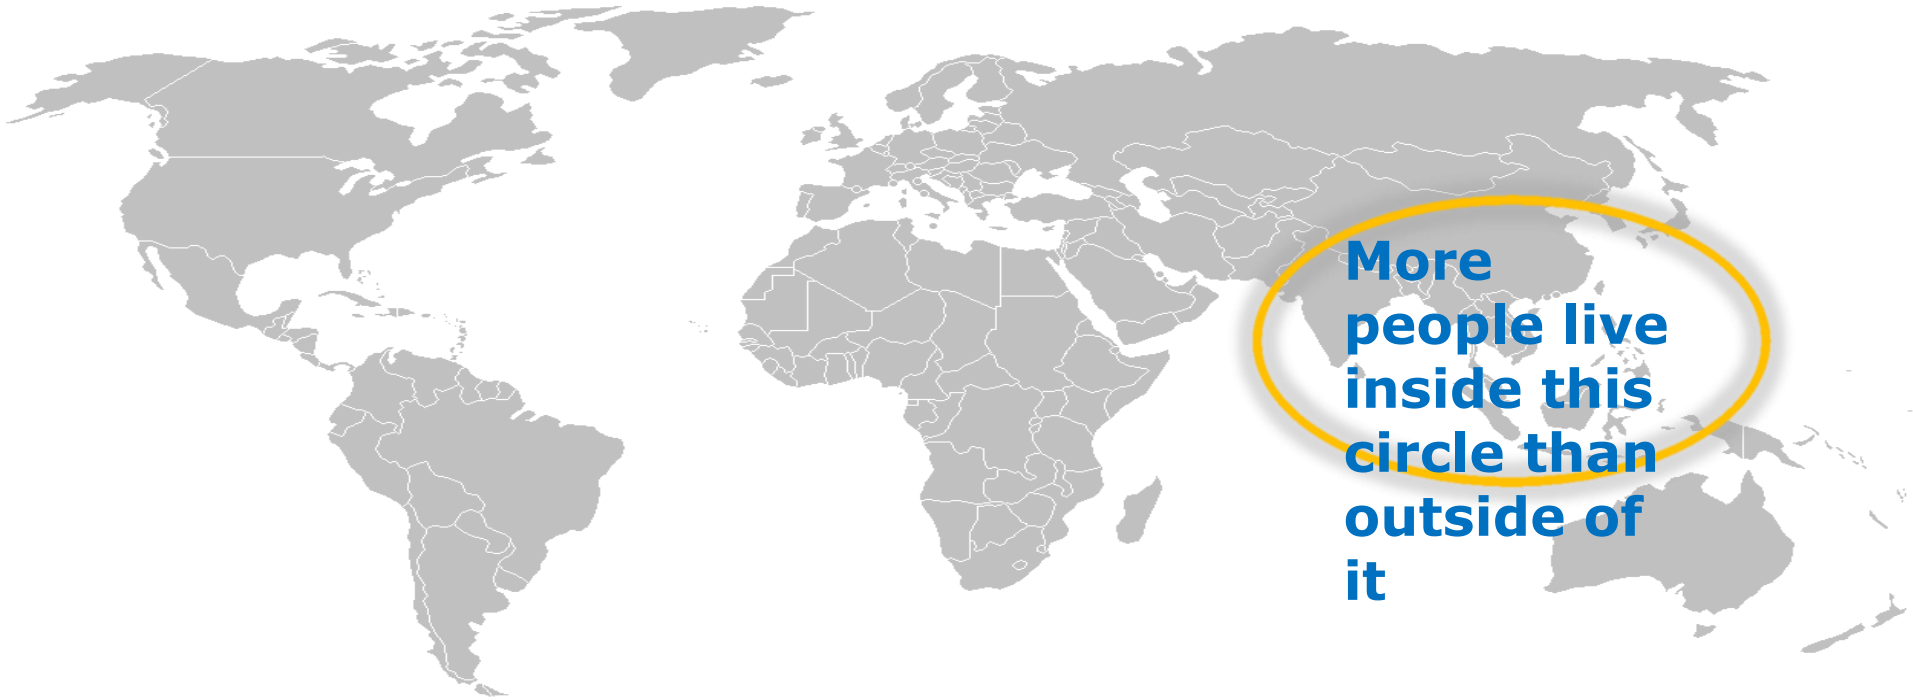 More
people live
inside this
circle than
outside of
it